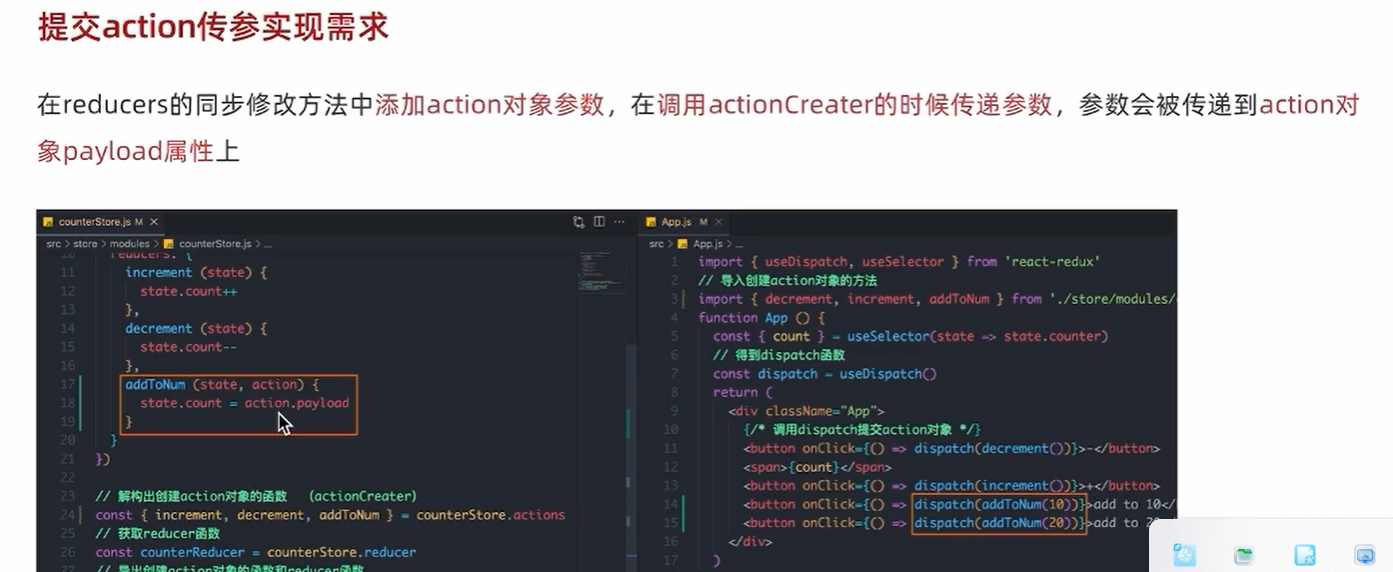 提交action传参实现需求
在reducers的同步修改方法中添加action对象参数，在调用actionCreater的时候传递参数，参数会被传递到action对
象payload属性上
counterStore.js M ×
src > store > modules > counterStore.js > ...
10 reducers: {
11 increment (state) {
12 state.count++
13 },
14 decrement (state) {
15 state.count--
16 },
17 addToNum (state, action) {
18 state.count = action.payload
19 }
20 }
21 })
22
23 // 解构出创建action对象的函数 （actionCreater)
24 const { increment, decrement, addToNum } = counterStore.actions
25 // 获取reducer函数
26 const counterReducer = counterStore.reducer
27 // 导出创建action对象的函数和reducer函数
App.js M ×
src > App.js > ...
1 import { useDispatch, useSelector } from 'react-redux'
2 // 导入创建action对象的方法
3 import { decrement, increment, addToNum } from './store/modules/
4 function App () {
5 const { count } = useSelector(state => state.counter)
6 // 得到dispatch函数
7 const dispatch = useDispatch()
8 return (
9 <div className="App">
10 {/* 调用dispatch提交action对象 */}
11 <button onClick={() => dispatch(decrement())}>-</button>
12 <span>{count}</span>
13 <button onClick={() => dispatch(increment())}>+</button>
14 <button onClick={() => dispatch(addToNum(10))}>add to 10</
15 <button onClick={() => dispatch(addToNum(20))}>add to 2
16 </div>
17 )